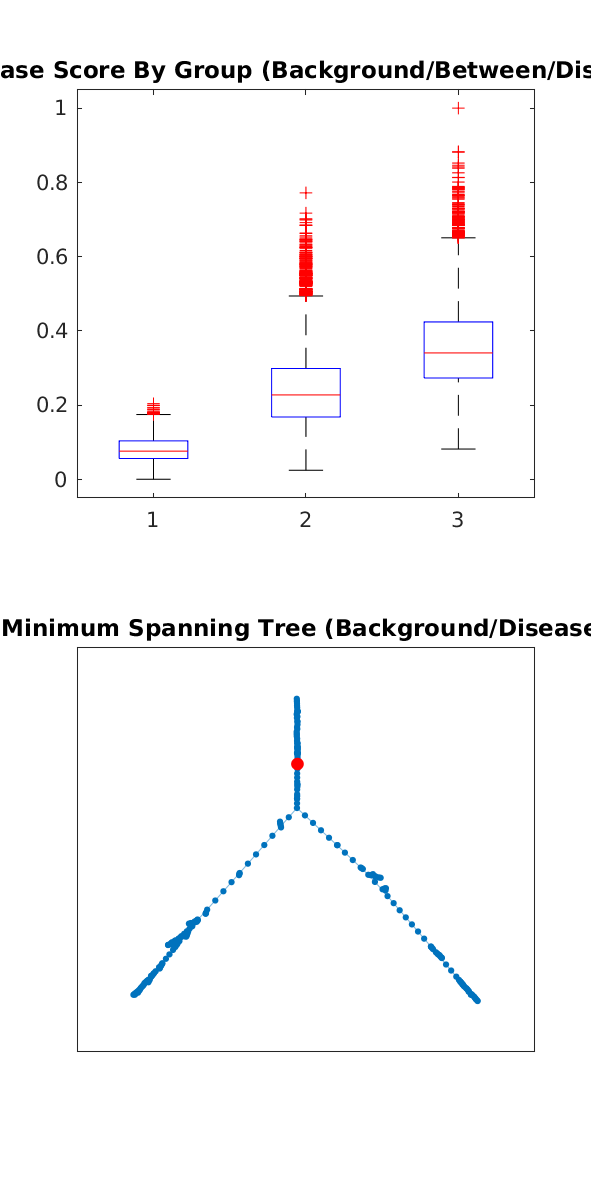 ase Score By Group (Background/Between/Dis
1
0.8
0.6
0.4
0.2
0
1 2 3
Minimum Spanning Tree (Background/Disease